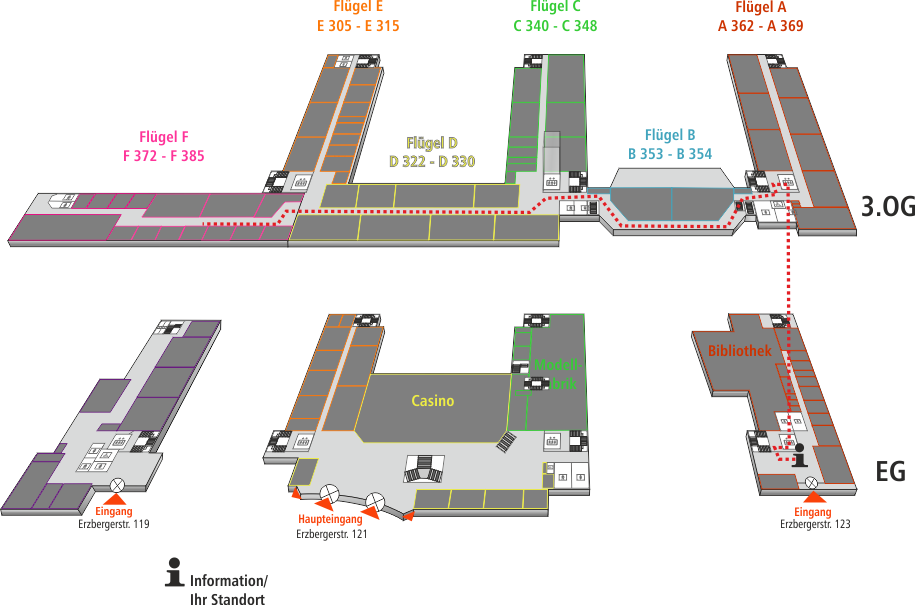 Flügel E
E 305 - E 315
Flügel C
C 340 - C 348
Flügel A
A 362 - A 369
Flügel F
F 372 - F 385
Flügel D
D 322 - D 330
Flügel B
B 353 - B 354
3.OG
Bibliothek
Modell-
brik
Casino
EG
Eingang
Erzbergerstr. 119
Haupteingang
Erzbergerstr. 121
Eingang
Erzbergerstr. 123
Information/
Ihr Standort